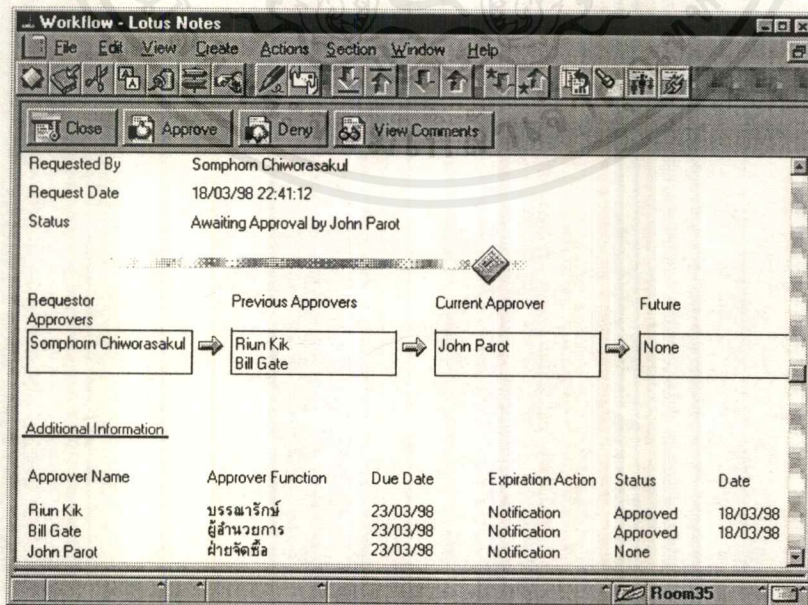 Workflow - Lotus Notes
File Edit View Create Actions Section Window Help
Close Approve Deny View Comments
Requested By Somphorn Chiworasakul
Request Date 18/03/98 22:41:12
Status Awaiting Approval by John Parot
Requestor Previous Approvers Current Approver Future
Approvers
Somphorn Chiworasakul Riun Kik John Parot None
Bill Gate
Additional Information
Approver Name Approver Function Due Date Expiration Action Status Date
Riun Kik บรรณารักษ์ 23/03/98 Notification Approved 18/03/98
Bill Gate ผู้อำนวยการ 23/03/98 Notification Approved 18/03/98
John Parot ฝ่ายจัดซื้อ 23/03/98 Notification None
Room35